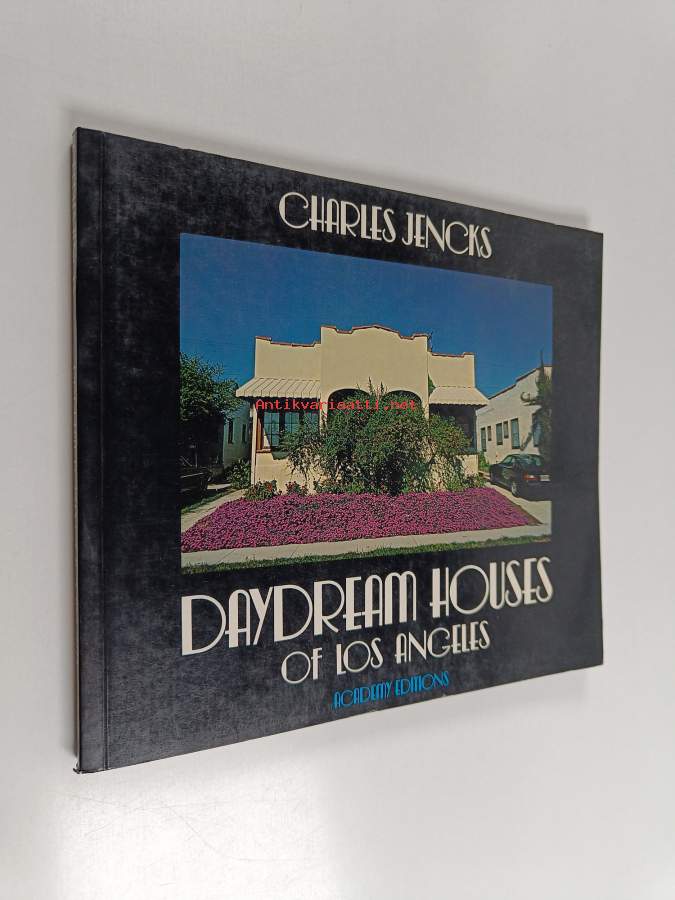 CHARLES JENCKS
Antikvariaatti.net
DAYDREAM HOUSES
OF LOS ANGELES
ACADEMY EDITIONS